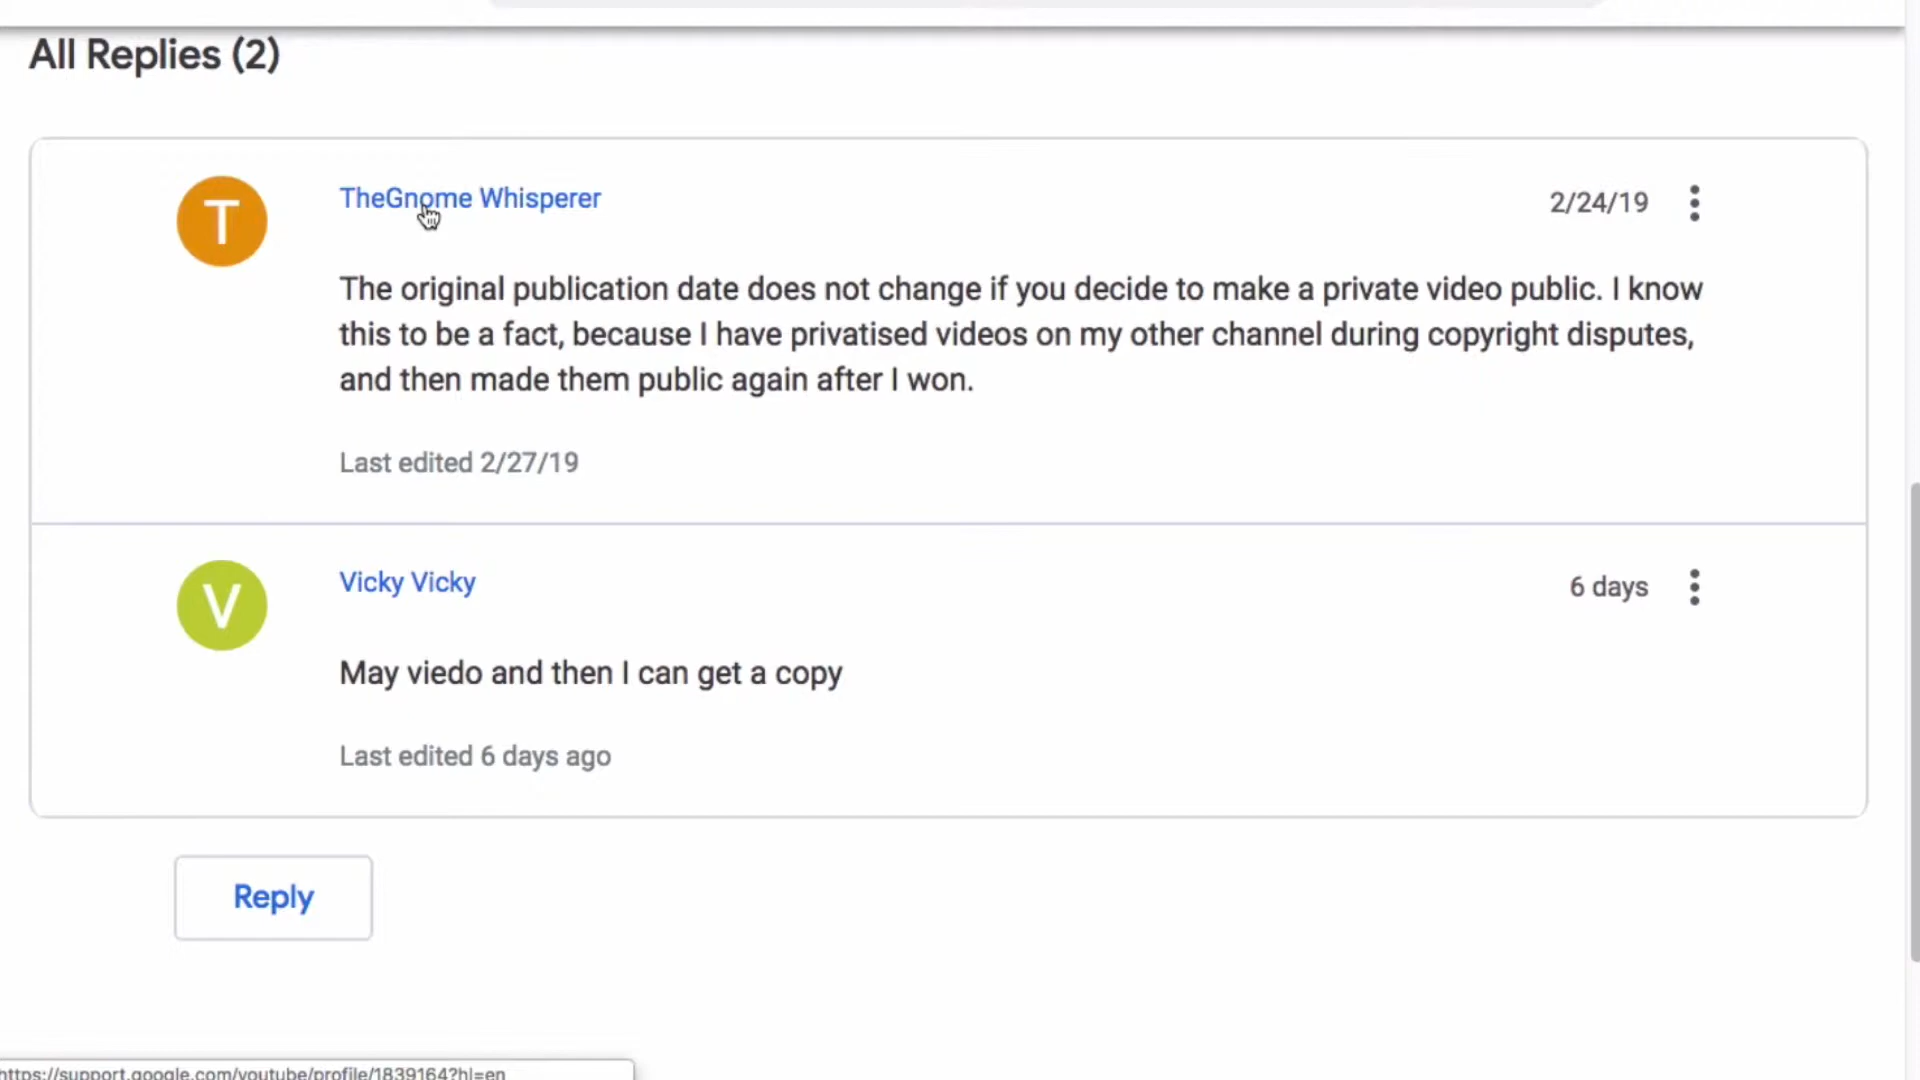 All Replies (2)
T
TheGnome Whisperer
2/24/19
The original publication date does not change if you decide to make a private video public. I know
this to be a fact, because I have privatised videos on my other channel during copyright disputes,
and then made them public again after I won.
Last edited 2/27/19
V
Vicky Vicky
6 days
May viedo and then I can get a copy
Last edited 6 days ago
Reply
https://support.google.com/youtube/profile/1839164?hl=en